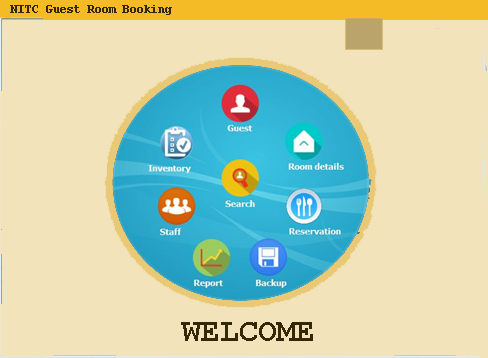 NITC Guest Room Booking
Guest
Inventory
Room details
Search
Staff
Reservation
Report
Backup
WELCOME